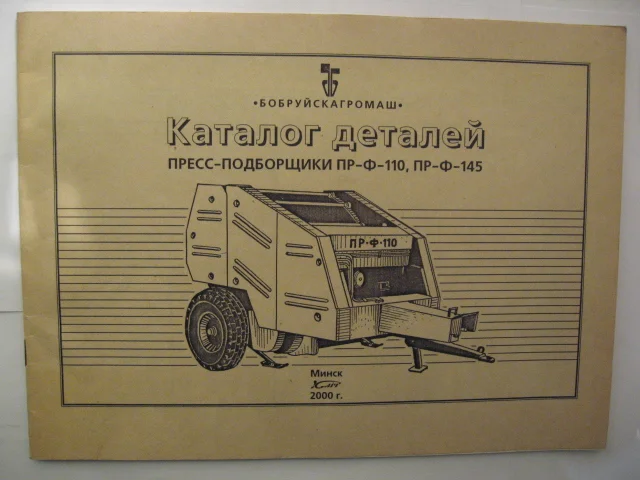 •БОБРУЙСКАГРОМАШ•
Каталог деталей
ПРЕСС-ПОДБОРЩИКИ ПР-Ф-110, ПР-Ф-145
ПР·Ф·110
Минск
2000 г.